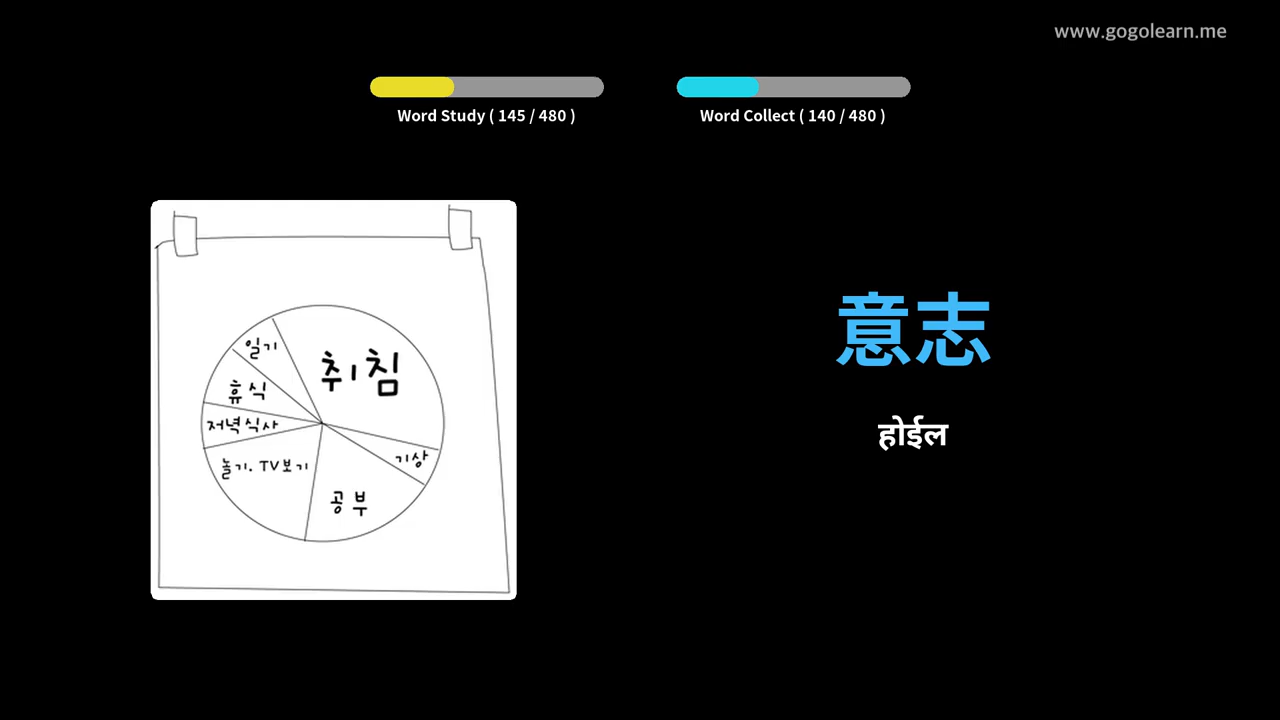 www.gogolearn.me
Word Study ( 145 / 480 )
Word Collect ( 140 / 480 )
일기
취침
휴식
저녁식사
놀기. TV보기
기상
공부
意志
होईल